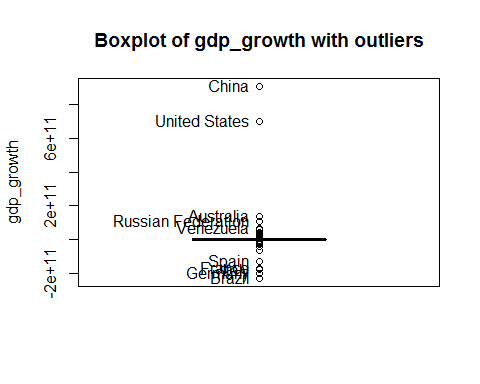 Boxplot of gdp_growth with outliers
gdp_growth
6e+11
2e+11
-2e+11
China
United States
Australia
Russian Federation
Venezuela
Spain
France
Germany
Brazil